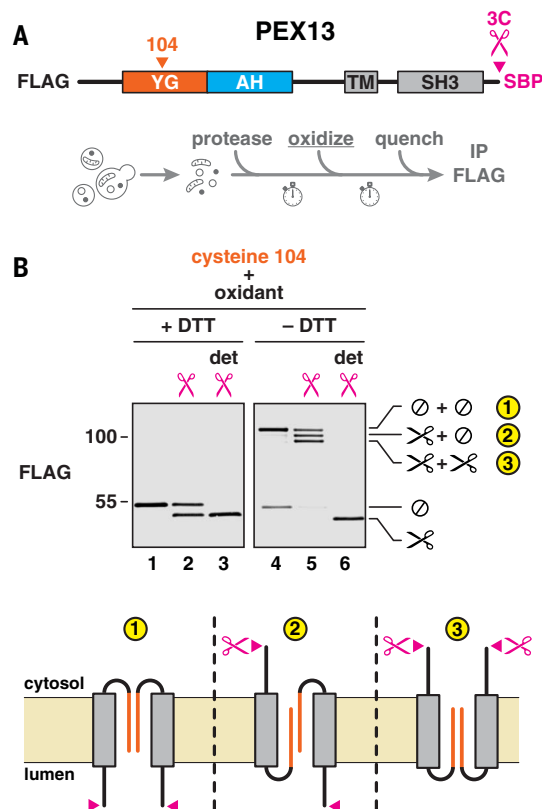 A
PEX13
104
3C
FLAG
YG
AH
TM
SH3
SBP
protease
oxidize
quench
IP
FLAG
B
cysteine 104
+
oxidant
+ DTT
– DTT
det
det
FLAG
100
55
1 2 3
4 5 6
∅ + ∅ 1
+ ∅ 2
+ 3
∅
1
2
3
cytosol
lumen